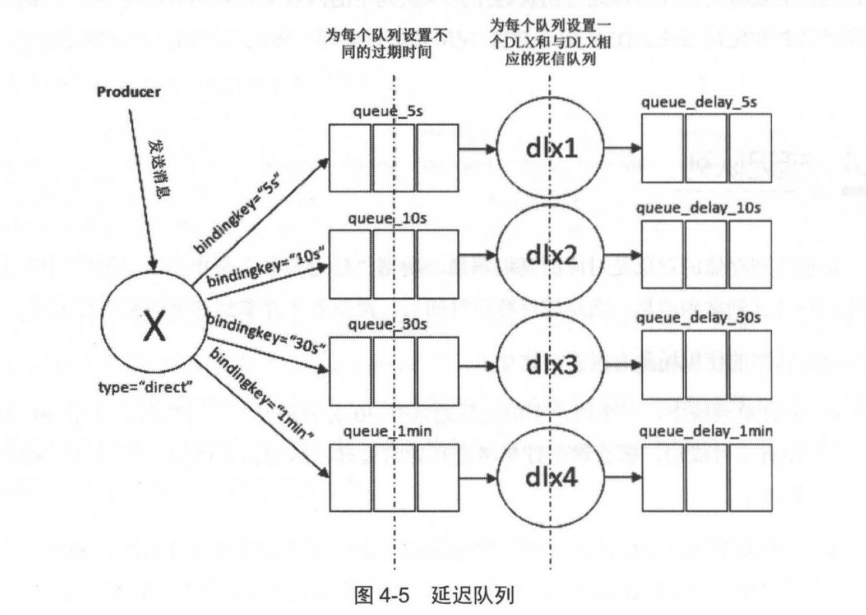 为每个队列设置不
同的过期时间
为每个队列设置一
个DLX和与DLX相
应的死信队列
Producer
发送消息
X
type="direct"
bindingkey="5s"
bindingkey="10s"
bindingkey="30s"
bindingkey="1min"
queue_5s
dlx1
queue_delay_5s
queue_10s
dlx2
queue_delay_10s
queue_30s
dlx3
queue_delay_30s
queue_1min
dlx4
queue_delay_1min
图 4-5 延迟队列